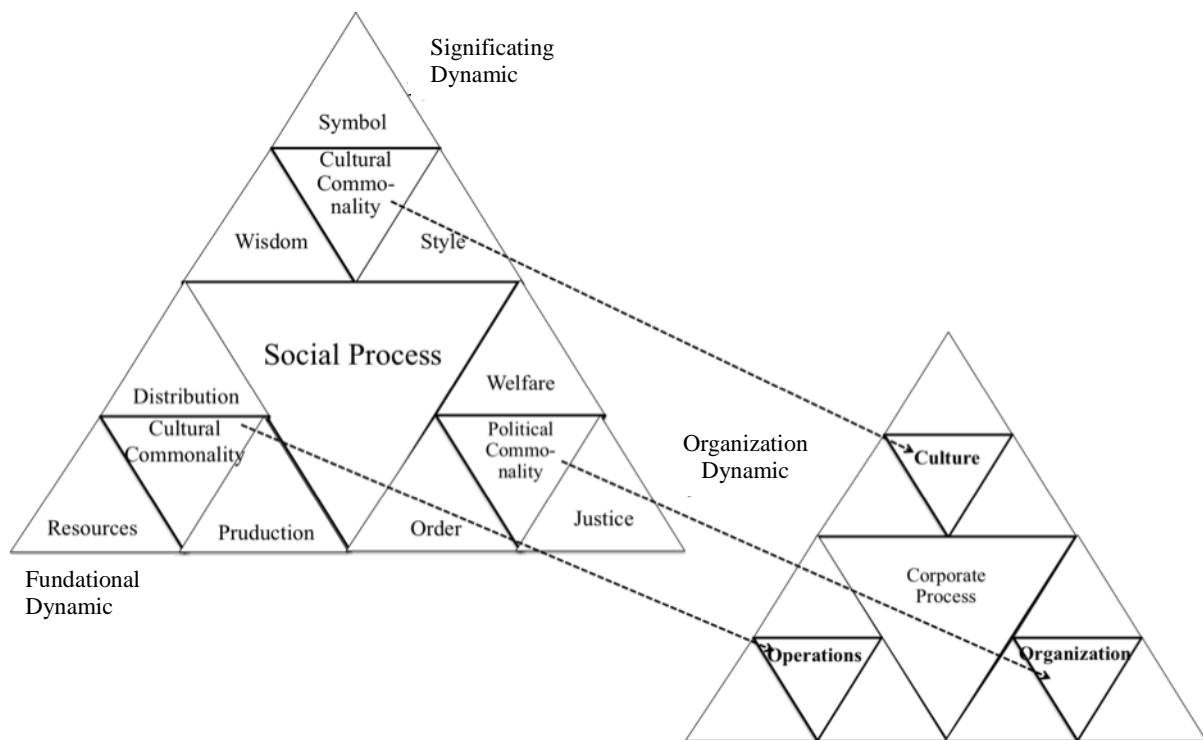 Significating
Dynamic
Symbol
Cultural
Commo-
nality
Wisdom
Style
Social Process
Distribution
Welfare
Cultural
Commonality
Political
Commo-
nality
Resources
Pruduction
Order
Justice
Fundational
Dynamic
Organization
Dynamic
Culture
Corporate
Process
Operations
Organization